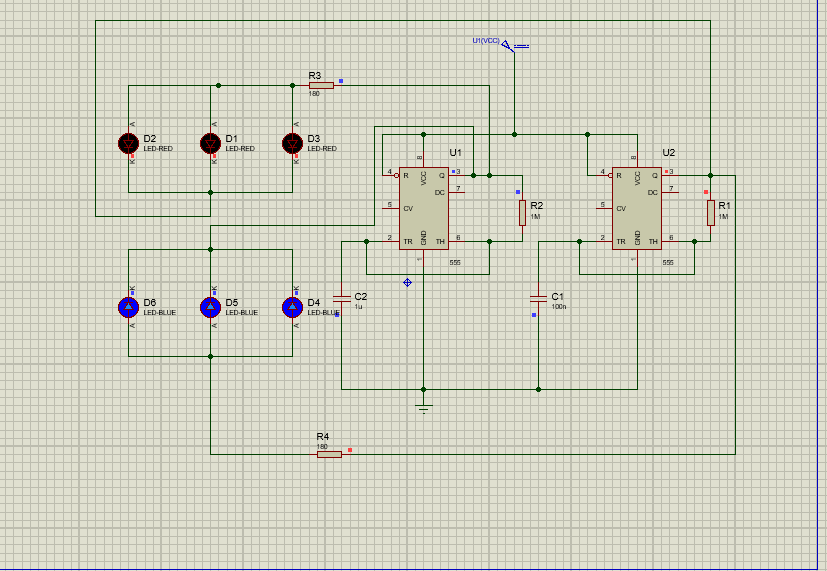 U1(VCC)
R3
180
D2
LED-RED
D1
LED-RED
D3
LED-RED
A
A
A
K
K
K
U1
4
R
8
VCC
Q
3
DC
7
5
CV
2
TR
GND
1
TH
6
555
R2
1M
U2
4
R
8
VCC
Q
3
DC
7
5
CV
2
TR
GND
1
TH
6
555
R1
1M
K
K
K
D6
LED-BLUE
D5
LED-BLUE
D4
LED-BLUE
A
A
A
C2
1u
C1
100n
R4
180